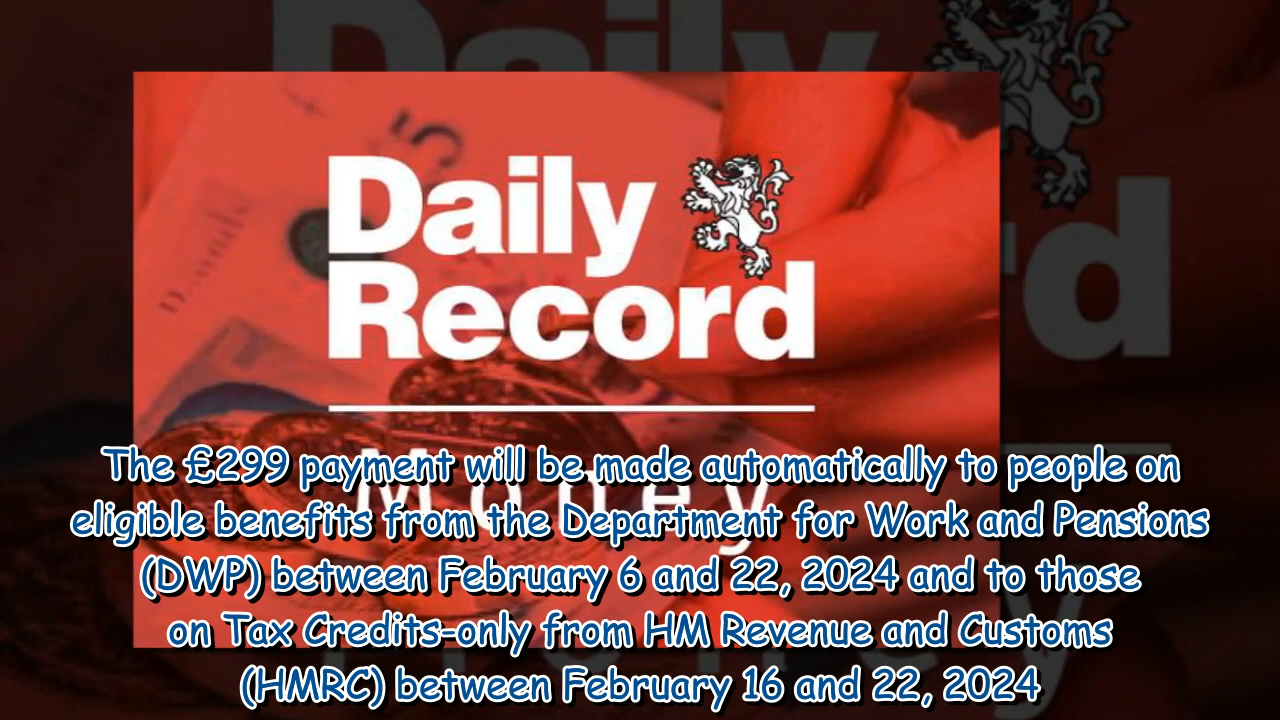 Daily
Record
Money
The £299 payment will be made automatically to people on
eligible benefits from the Department for Work and Pensions
(DWP) between February 6 and 22, 2024 and to those
on Tax Credits-only from HM Revenue and Customs
(HMRC) between February 16 and 22, 2024